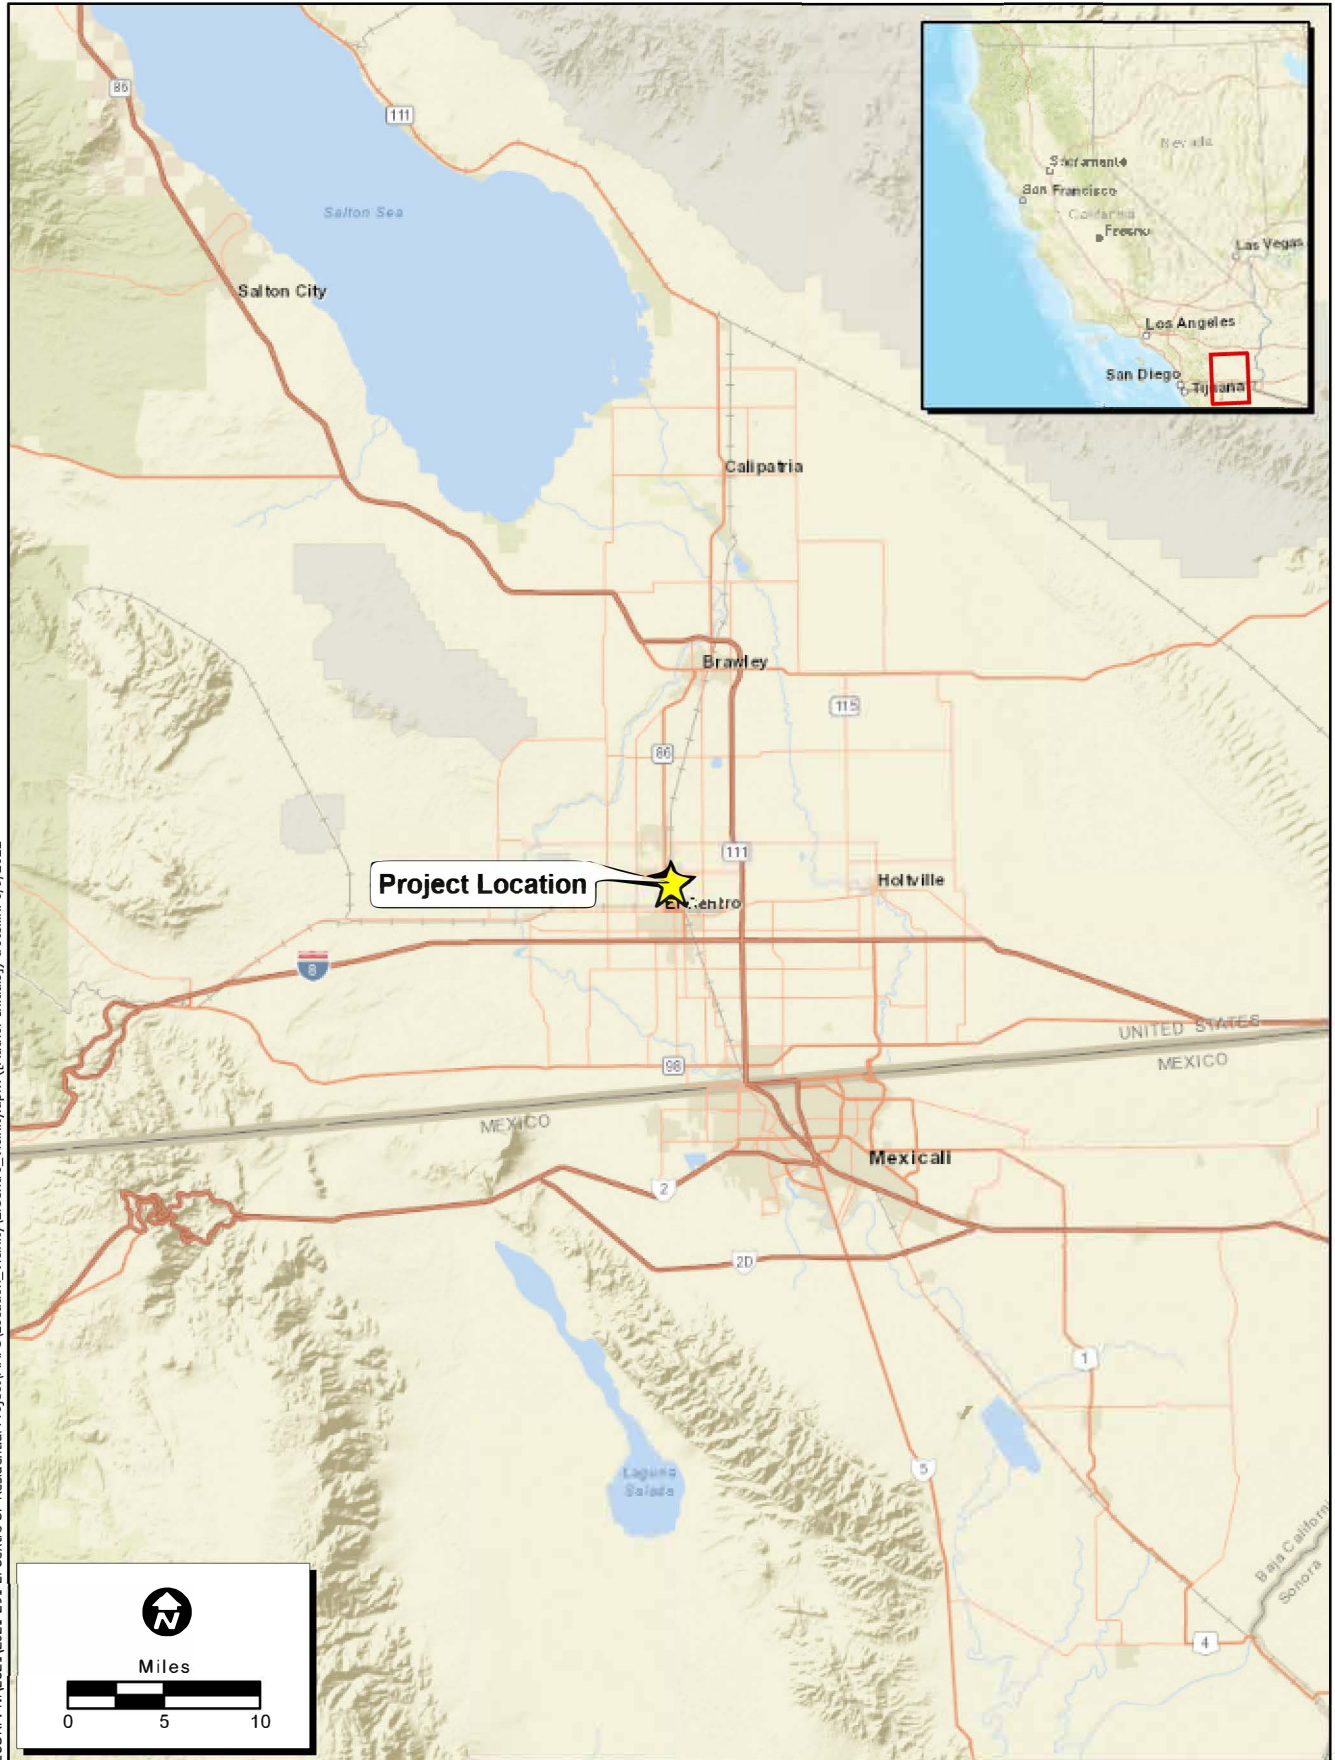 86
111
Salton Sea
Salton City
Sacramento
Nevada
San Francisco
California
Fresno
Las Vegas
Los Angeles
San Diego
Tijuana
Calipatria
Brawley
115
86
111
Project Location
El Centro
Holtville
8
UNITED STATES
MEXICO
98
MEXICO
Mexicali
2
2D
1
5
Laguna
Salada
Baja Californi
Sonora
4
N
Miles
0 5 10